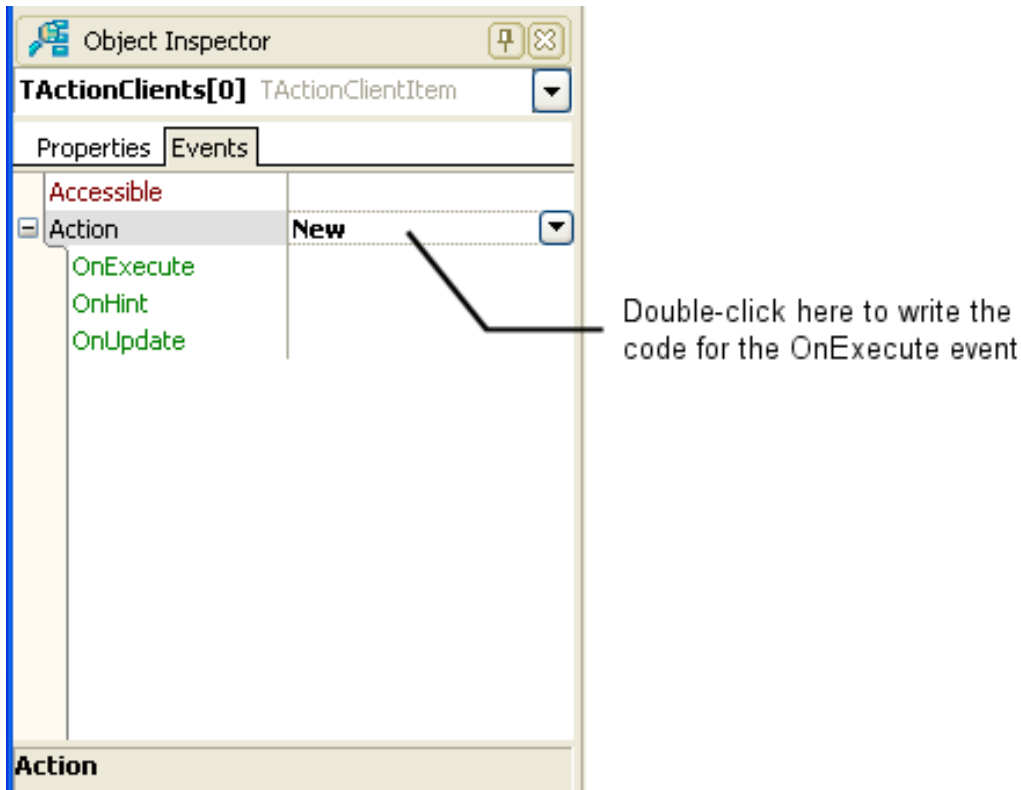 Object Inspector
TActionClients[0] TActionClientItem
Properties Events
Accessible
Action New
OnExecute
OnHint
OnUpdate
Double-click here to write the
code for the OnExecute event
Action